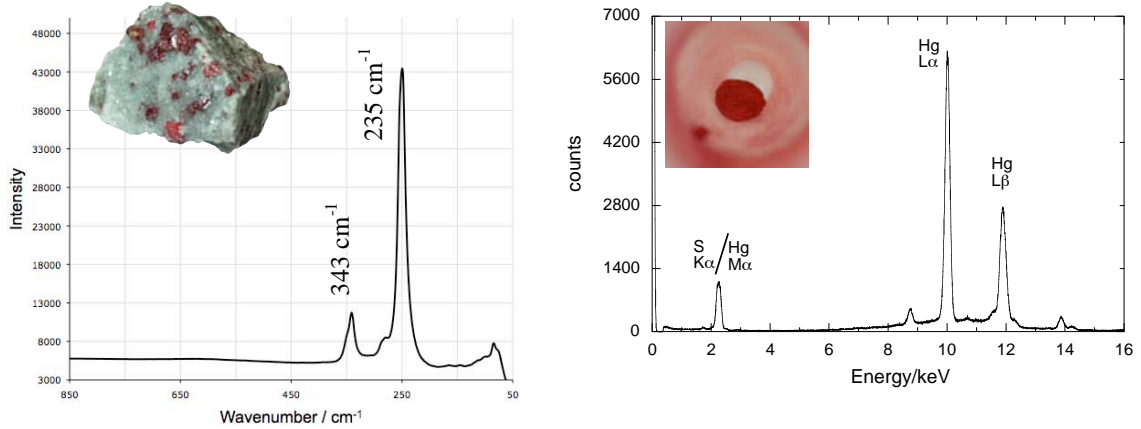 48000
43000
38000
33000
28000
23000
18000
13000
8000
3000
Intensity
343 cm-1
235 cm-1
850
650
450
250
50
Wavenumber / cm-1
7000
5600
4200
2800
1400
0
counts
Hg
Lα
Hg
Lβ
S / Hg
Kα / Mα
0
2
4
6
8
10
12
14
16
Energy/keV